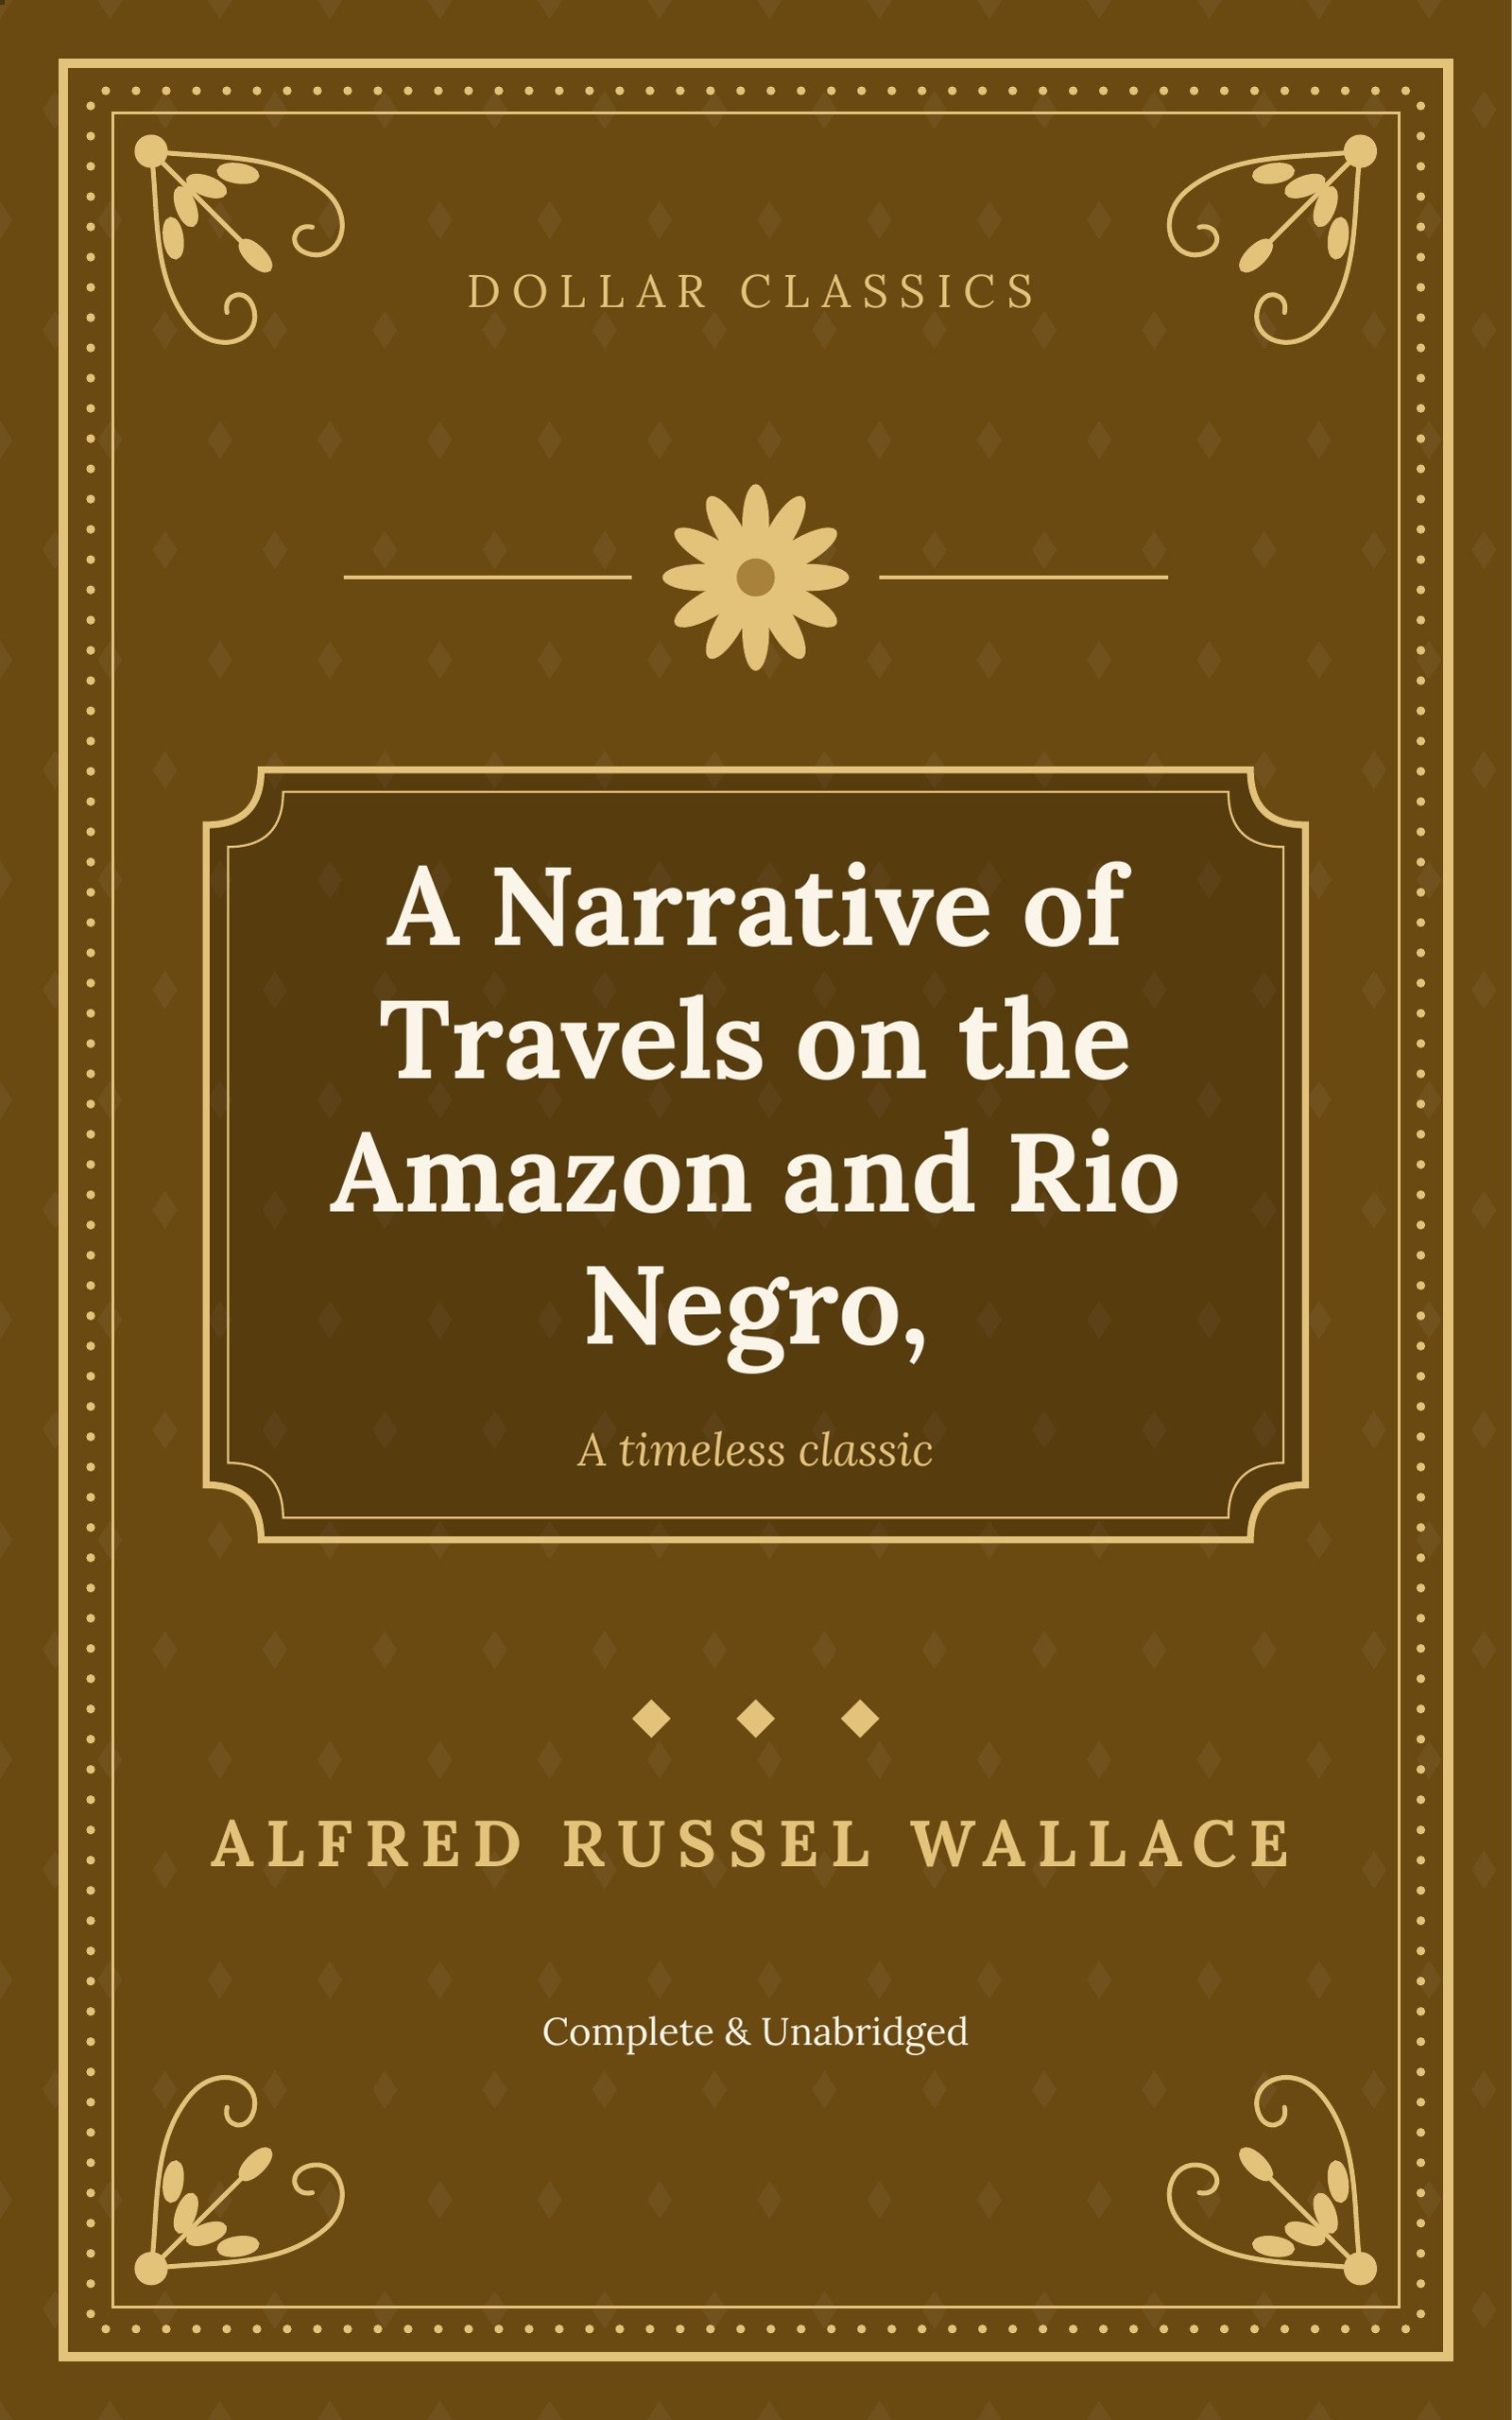 DOLLAR CLASSICS
A Narrative of
Travels on the
Amazon and Rio
Negro,
A timeless classic
ALFRED RUSSEL WALLACE
Complete & Unabridged